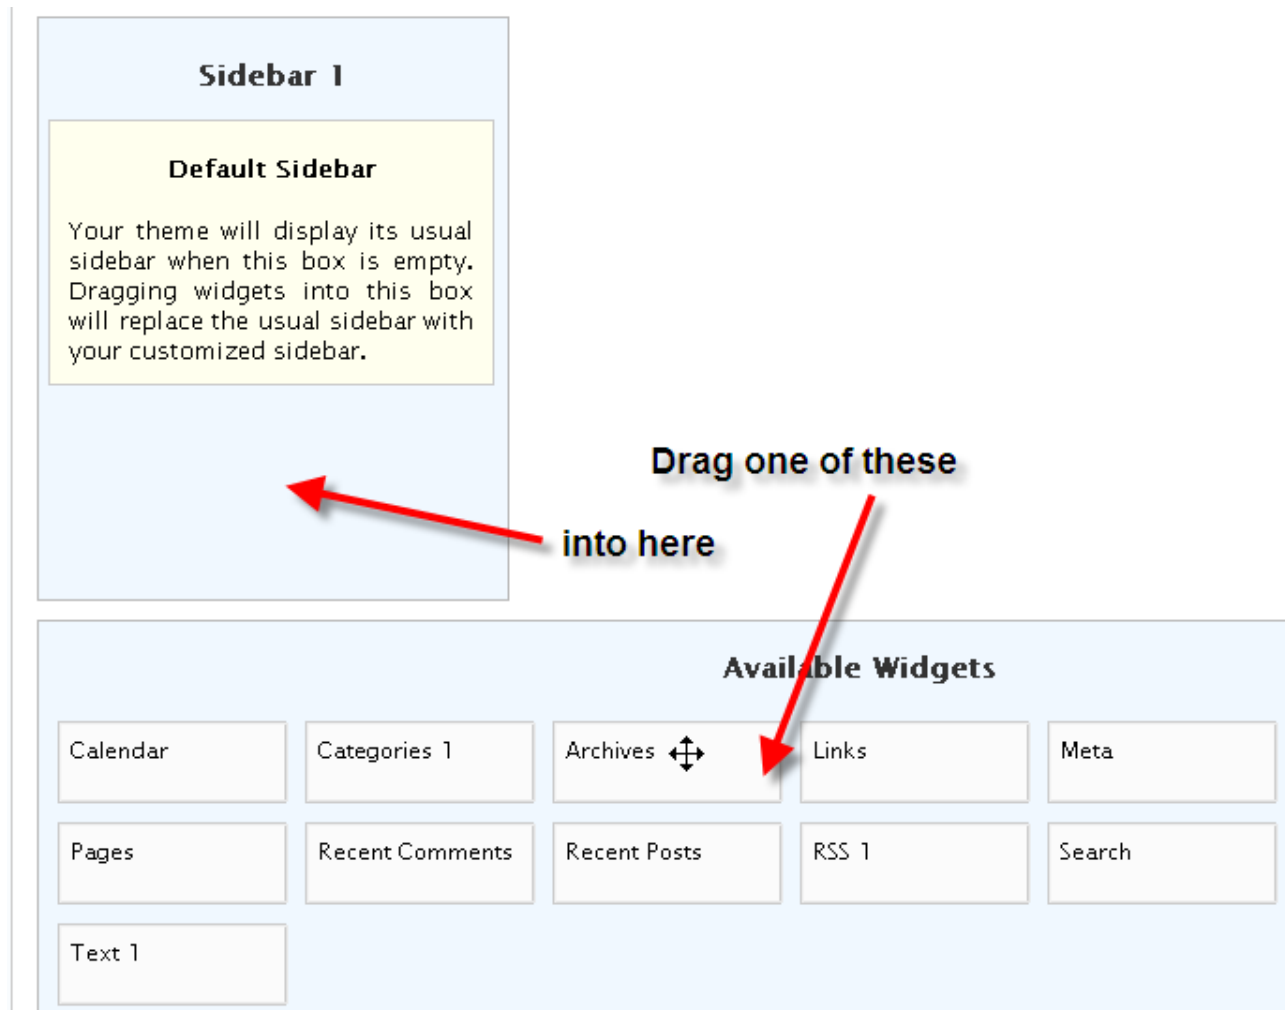 Sidebar 1
Default Sidebar
Your theme will display its usual
sidebar when this box is empty.
Dragging widgets into this box
will replace the usual sidebar with
your customized sidebar.
Drag one of these
into here
Available Widgets
Calendar
Categories 1
Archives
Links
Meta
Pages
Recent Comments
Recent Posts
RSS 1
Search
Text 1